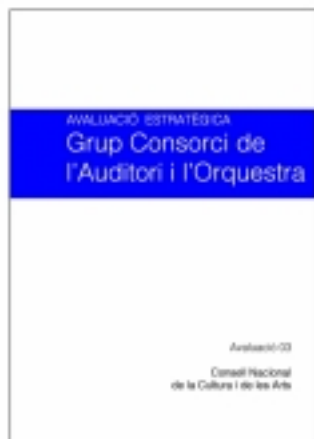 AVALUACIÓ ESTRATÈGICA
Grup Consorci de
l'Auditori i l'Orquestra
Avaluació 03
Consell Nacional
de la Cultura i de les Arts